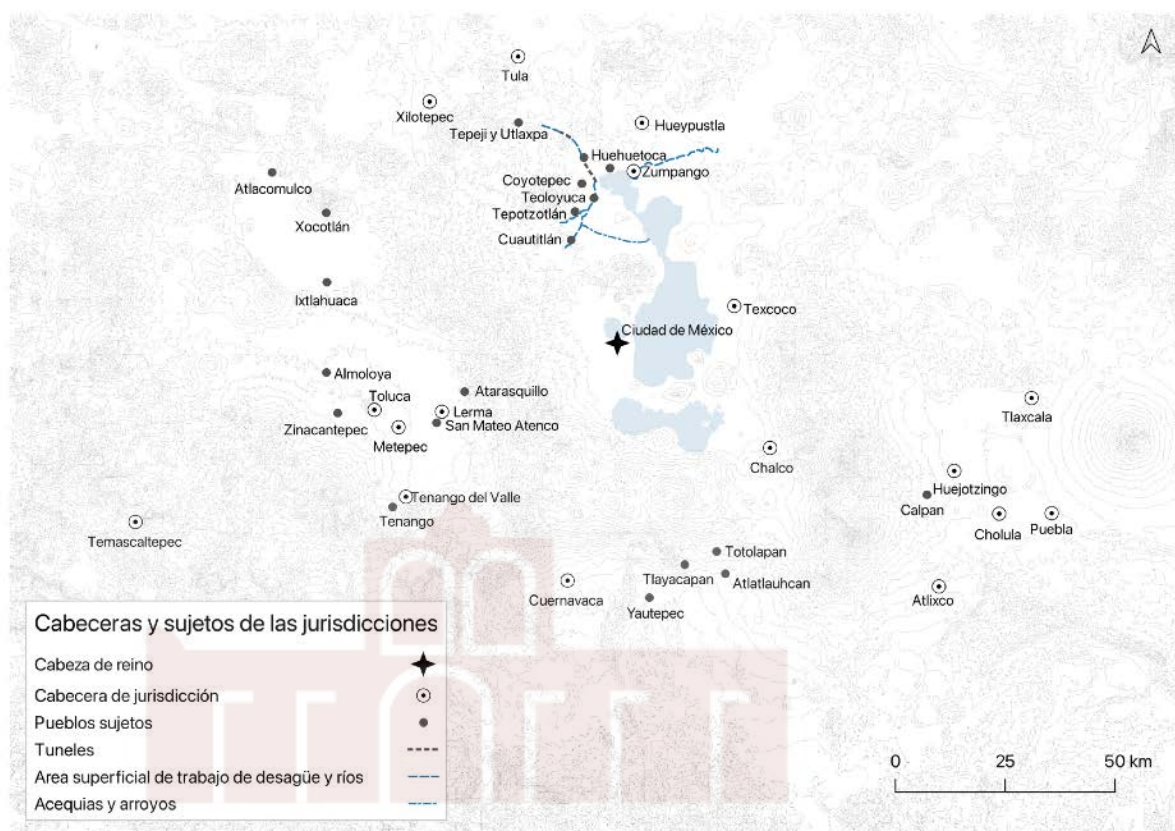 Tula
Xilotepec
Tepeji y Utlaxpa
Hueypustla
Huehuetoca
Zumpango
Coyotepec
Atlacomulco
Teoloyuca
Tepotzotlán
Xocotlán
Cuautitlán
Ixtlahuaca
Texcoco
Ciudad de México
Almoloya
Atarasquillo
Toluca
Tlaxcala
Lerma
Zinacantepec
San Mateo Atenco
Metepec
Chalco
Huejotzingo
Tenango del Valle
Calpan
Tenango
Cholula
Puebla
Temascaltepec
Totolapan
Tlayacapan
Atlatlauhcan
Cuernavaca
Yautepec
Atlixco
Cabeceras y sujetos de las jurisdicciones
Cabeza de reino
Cabecera de jurisdicción
Pueblos sujetos
Tuneles
Area superficial de trabajo de desagüe y ríos
Acequias y arroyos
0 25 50 km